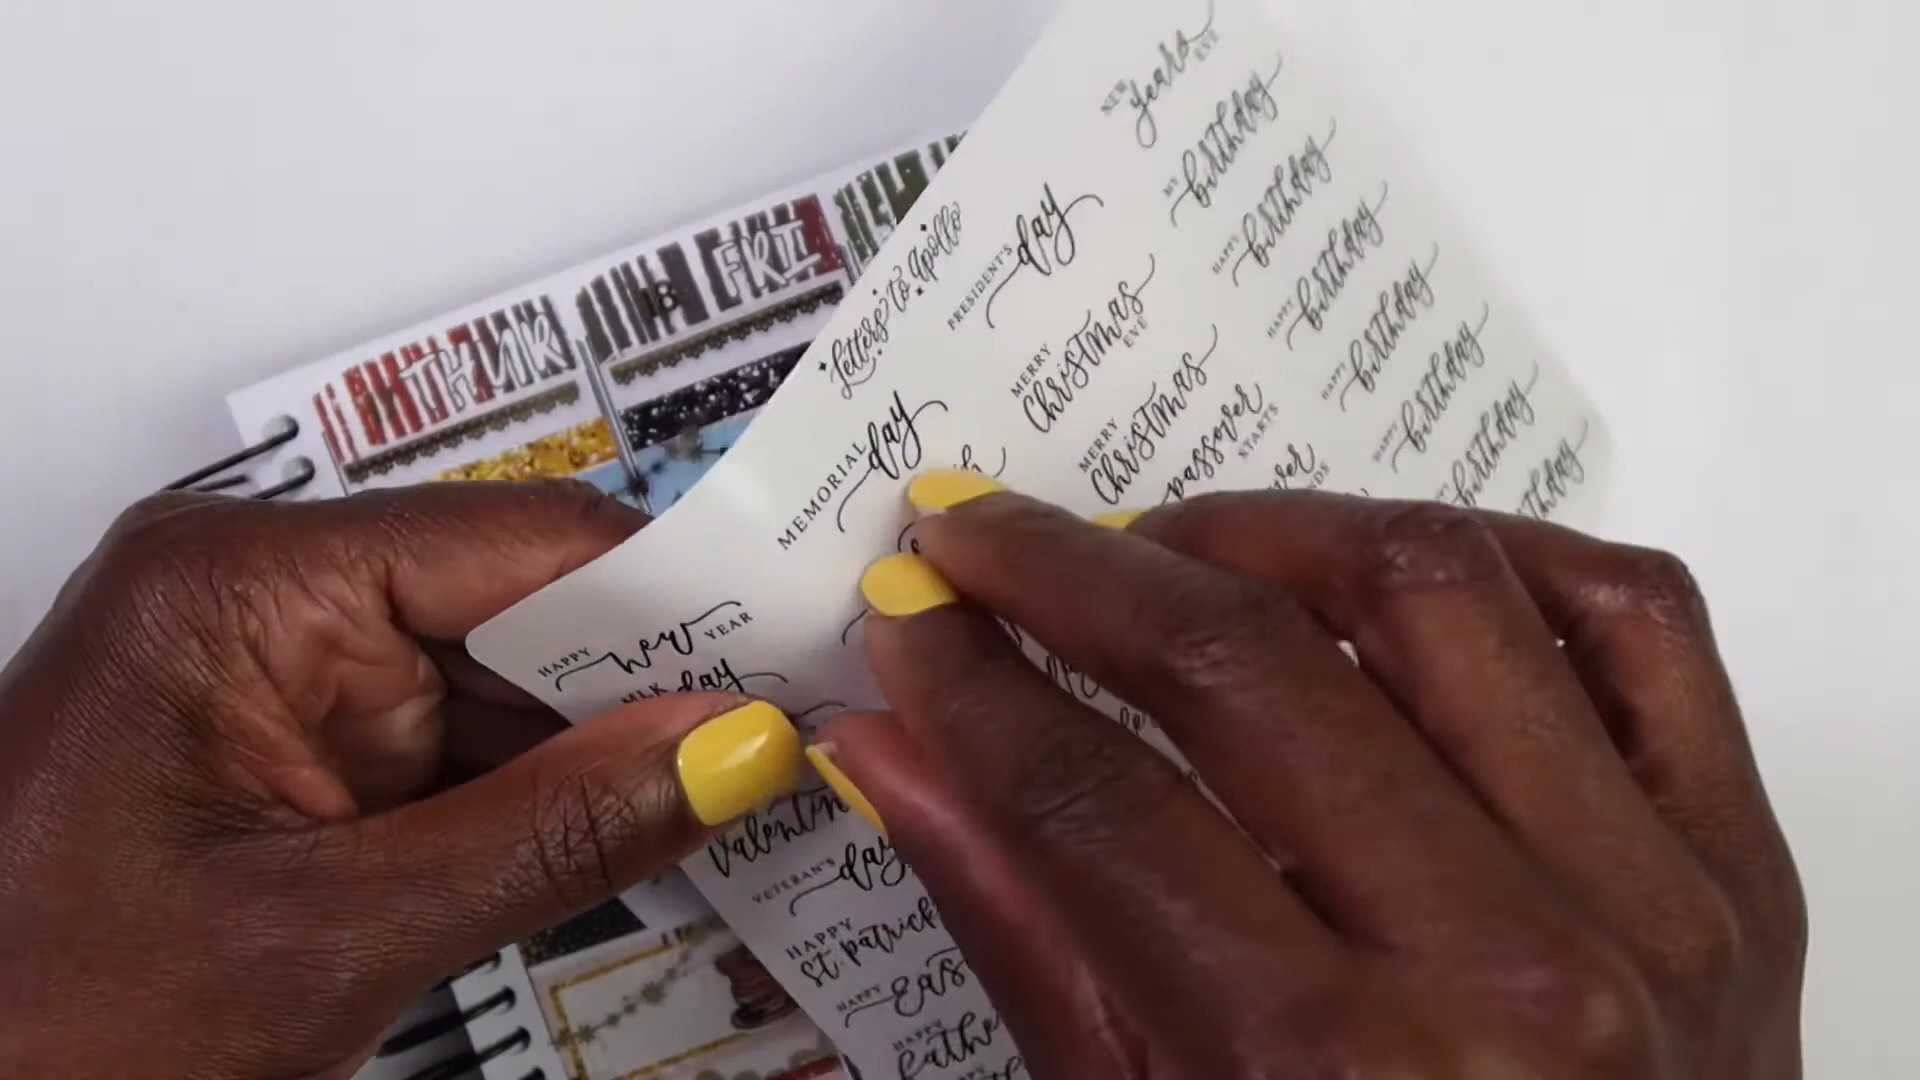 THUR
18 FRI
Letters to Apollo
NEW
years
EVE
MY birthday
HAPPY birthday
HAPPY birthday
HAPPY birthday
HAPPY birthday
birthday
PRESIDENT'S day
MERRY
Christmas
EVE
MERRY
Christmas
passover
STARTS
MEMORIAL day
HAPPY new YEAR
MLK day
VETERAN'S day
HAPPY
St. Patrick
HAPPY
HAPPY